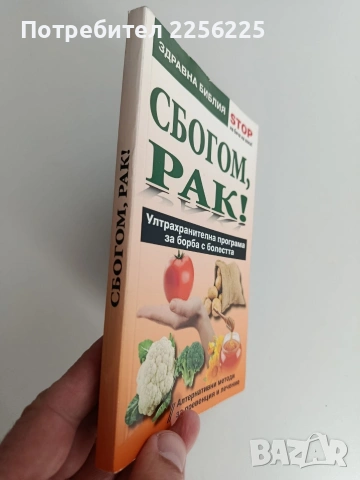 Потребител 2256225
ЗДРАВНА БИБЛИЯ
STOP
СБОГОМ,
РАК!
Ултрахранителна програма
за борба с болестта
СБОГОМ, РАК!
Алтернативни методи
за превенция и лечение
BAZAR